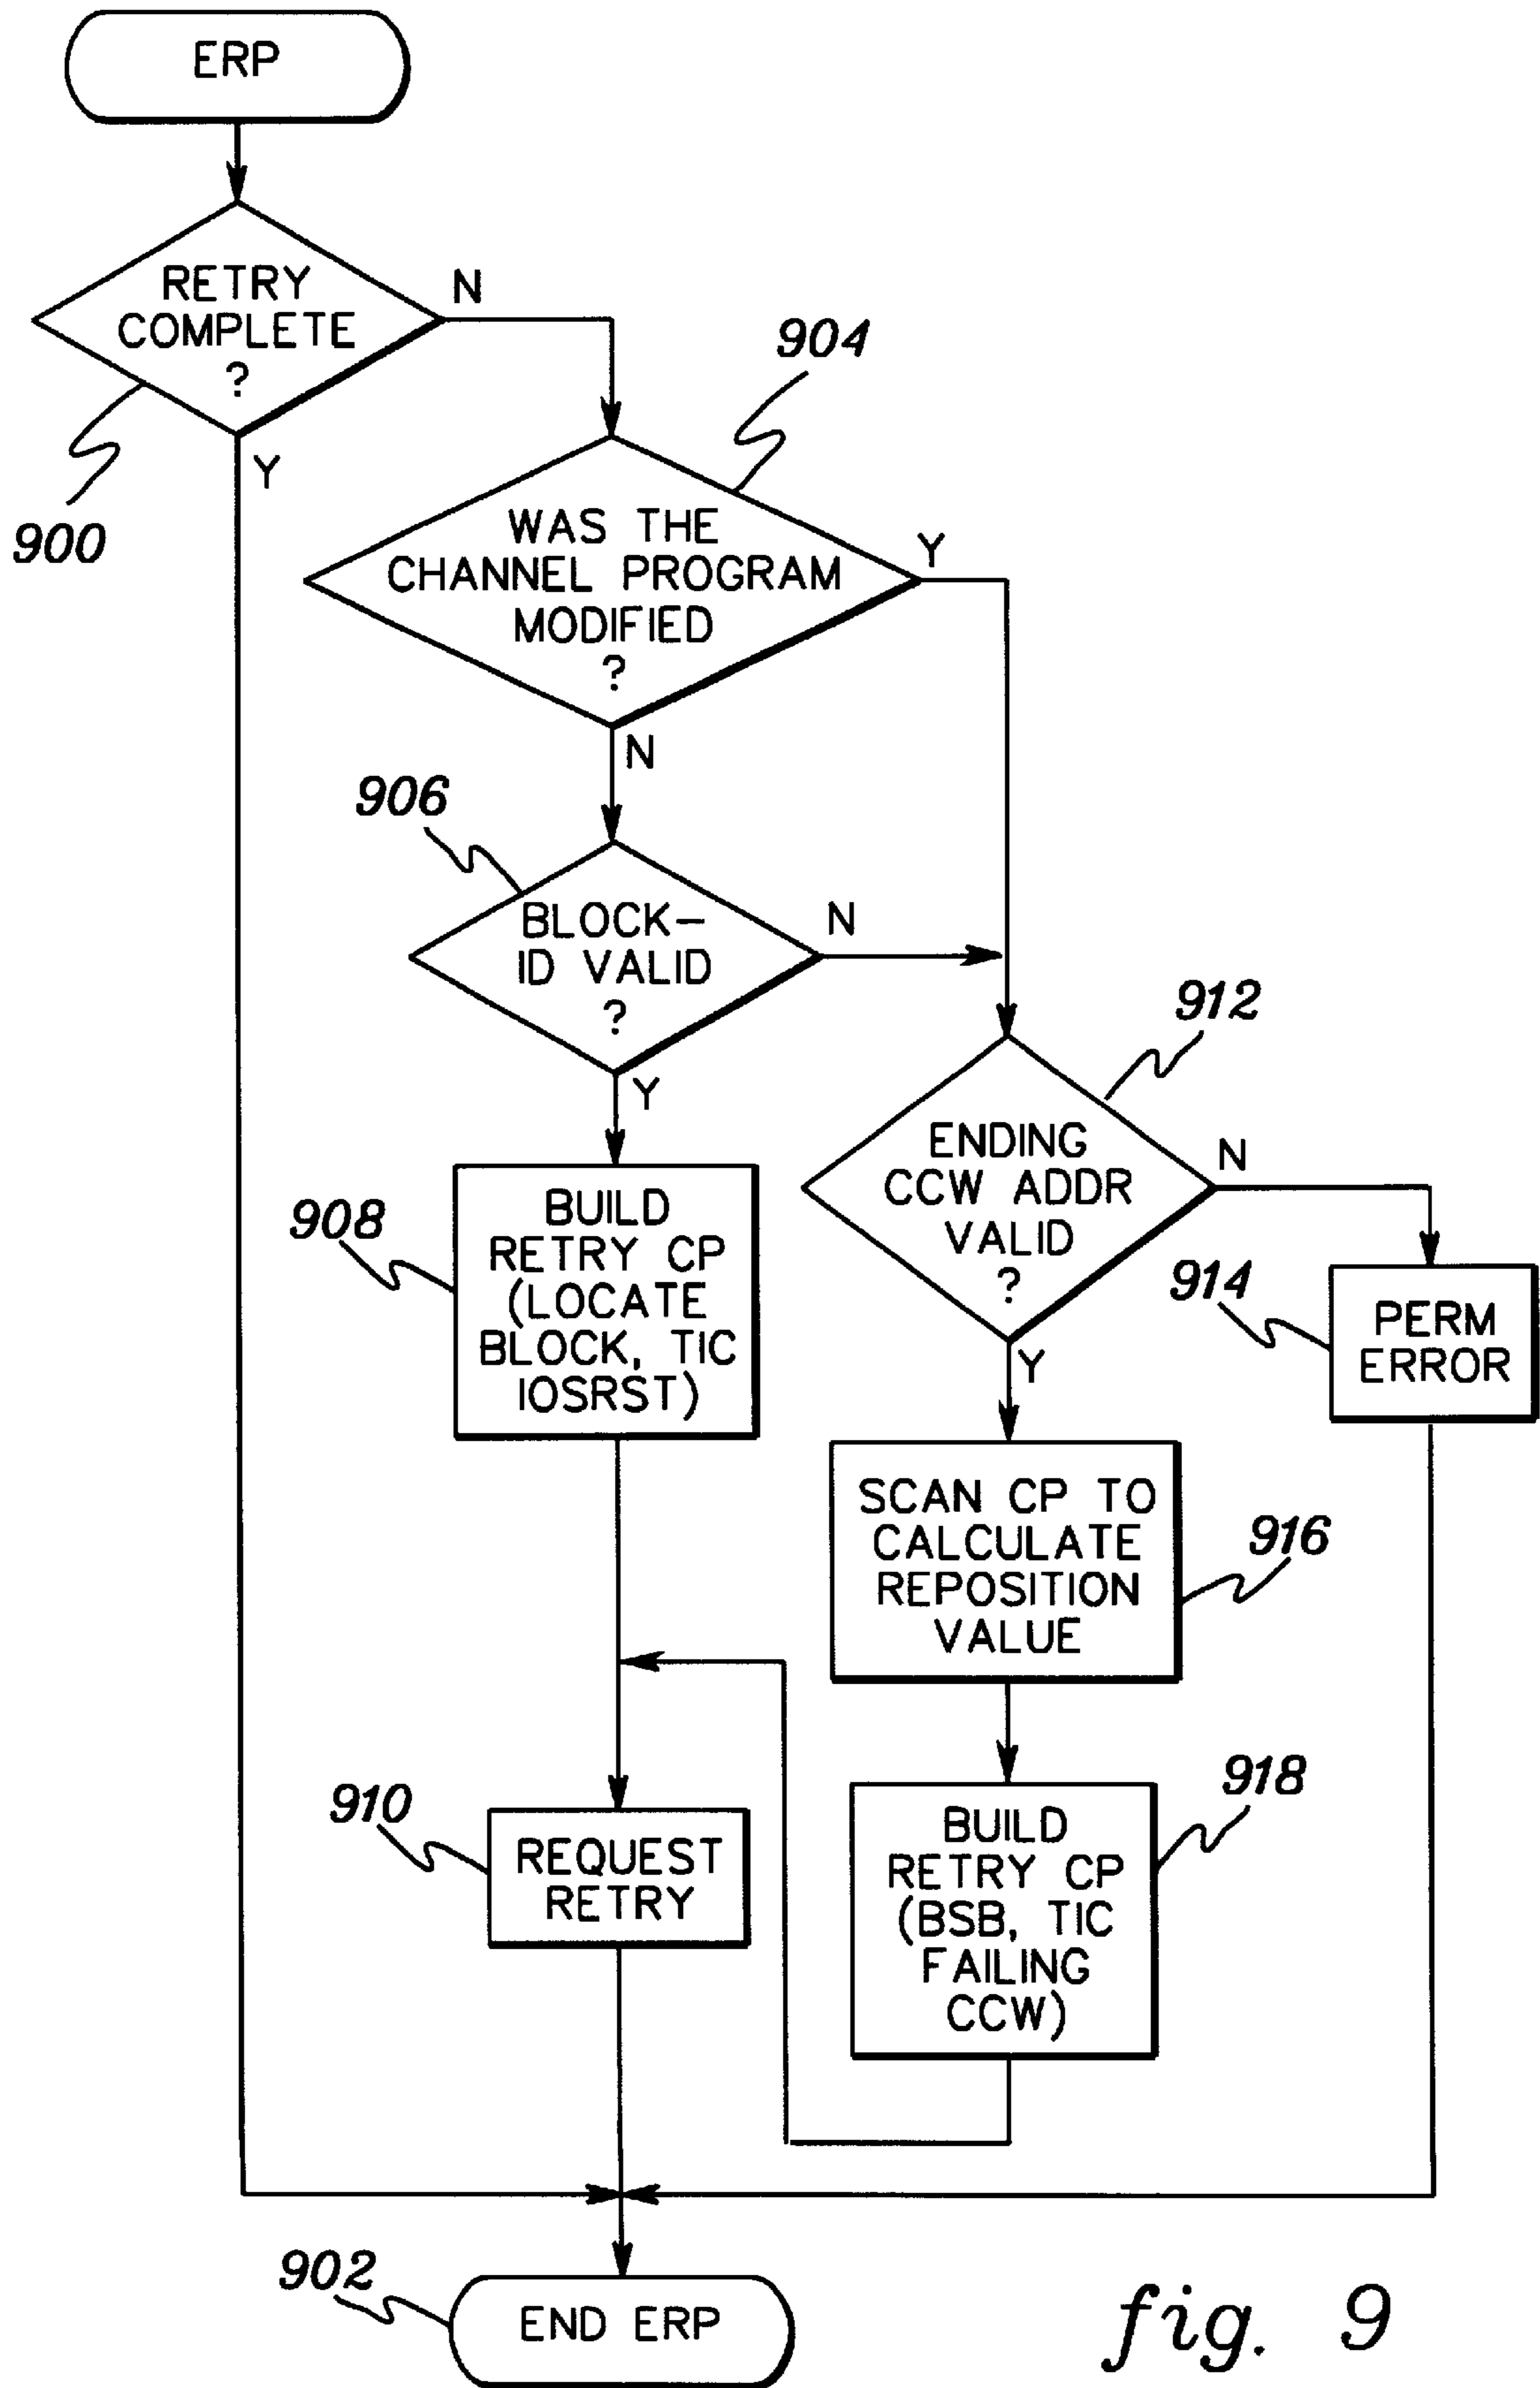 ERP
RETRY
COMPLETE
?
N
Y
900
904
WAS THE
CHANNEL PROGRAM
MODIFIED
?
Y
N
906
BLOCK-
ID VALID
?
N
Y
912
ENDING
CCW ADDR
VALID
?
N
Y
908
BUILD
RETRY CP
(LOCATE
BLOCK, TIC
IOSRST)
914
PERM
ERROR
SCAN CP TO
CALCULATE
REPOSITION
VALUE
916
910
REQUEST
RETRY
BUILD
RETRY CP
(BSB, TIC
FAILING
CCW)
918
902
END ERP
fig. 9